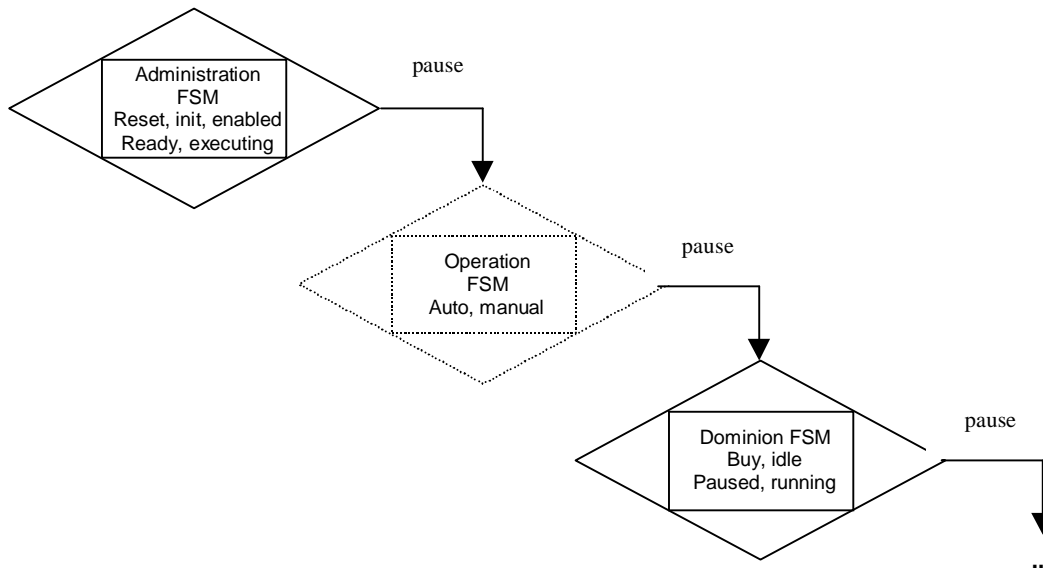 pause
Administration
FSM
Reset, init, enabled
Ready, executing
pause
Operation
FSM
Auto, manual
pause
Dominion FSM
Buy, idle
Paused, running